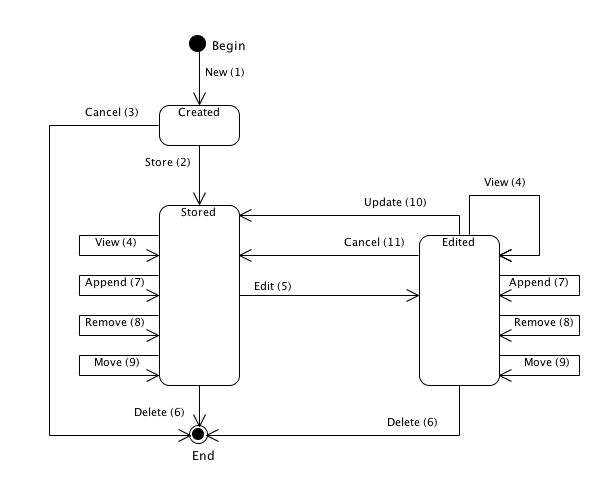 Begin
New (1)
Cancel (3)
Created
Store (2)
View (4)
Update (10)
Stored
View (4)
Cancel (11)
Edited
Append (7)
Edit (5)
Append (7)
Remove (8)
Remove (8)
Move (9)
Move (9)
Delete (6)
Delete (6)
End